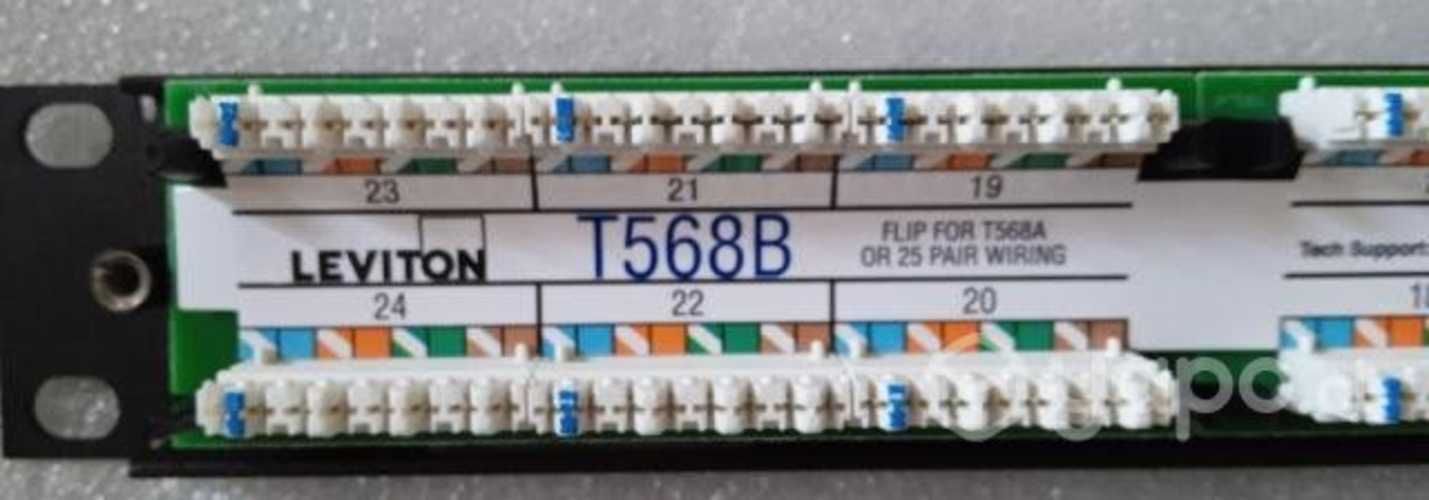 23 21 19
LEVITON T568B FLIP FOR T568A
OR 25 PAIR WIRING
Tech Support:
24 22 20